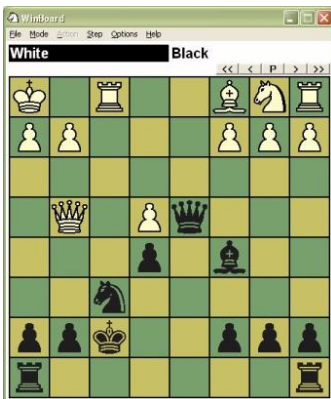 WinBoard
File Mode Action Step Options Help
White Black
<< < P > >>